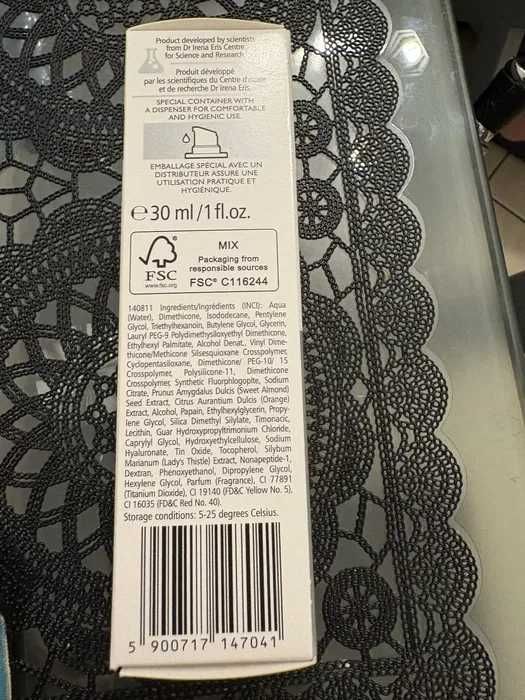 Product developed by scientists
from Dr Irena Eris Centre
for Science and Research.
Produit développé
par les scientifiques du Centre d'étude
et de recherche Dr Irena Eris.
SPECIAL CONTAINER WITH
A DISPENSER FOR COMFORTABLE
AND HYGIENIC USE.
EMBALLAGE SPÉCIAL AVEC UN
DISTRIBUTEUR ASSURE UNE
UTILISATION PRATIQUE ET
HYGIÉNIQUE.
℮ 30 ml/1 fl.oz.
FSC
www.fsc.org
MIX
Packaging from
responsible sources
FSC® C116244
140811 Ingredients/Ingrédients (INCI): Aqua
(Water), Dimethicone, Isododecane, Pentylene
Glycol, Triethylhexanoin, Butylene Glycol, Glycerin,
Lauryl PEG-9 Polydimethylsiloxyethyl Dimethicone,
Ethylhexyl Palmitate, Alcohol Denat., Vinyl Dime-
thicone/Methicone Silsesquioxane Crosspolymer,
Cyclopentasiloxane, Dimethicone/ PEG-10/ 15
Crosspolymer, Polysilicone-11, Dimethicone
Crosspolymer, Synthetic Fluorphlogopite, Sodium
Citrate, Prunus Amygdalus Dulcis (Sweet Almond)
Seed Extract, Citrus Aurantium Dulcis (Orange)
Extract, Alcohol, Papain, Ethylhexylglycerin, Propy-
lene Glycol, Silica Dimethyl Silylate, Timonacic,
Lecithin, Guar Hydroxypropyltrimonium Chloride,
Caprylyl Glycol, Hydroxyethylcellulose, Sodium
Hyaluronate, Tin Oxide, Tocopherol, Silybum
Marianum (Lady's Thistle) Extract, Nonapeptide-1,
Dextran, Phenoxyethanol, Dipropylene Glycol,
Hexylene Glycol, Parfum (Fragrance), CI 77891
(Titanium Dioxide), CI 19140 (FD&C Yellow No. 5),
CI 16035 (FD&C Red No. 40).
Storage conditions: 5-25 degrees Celsius.
5 900717 147041